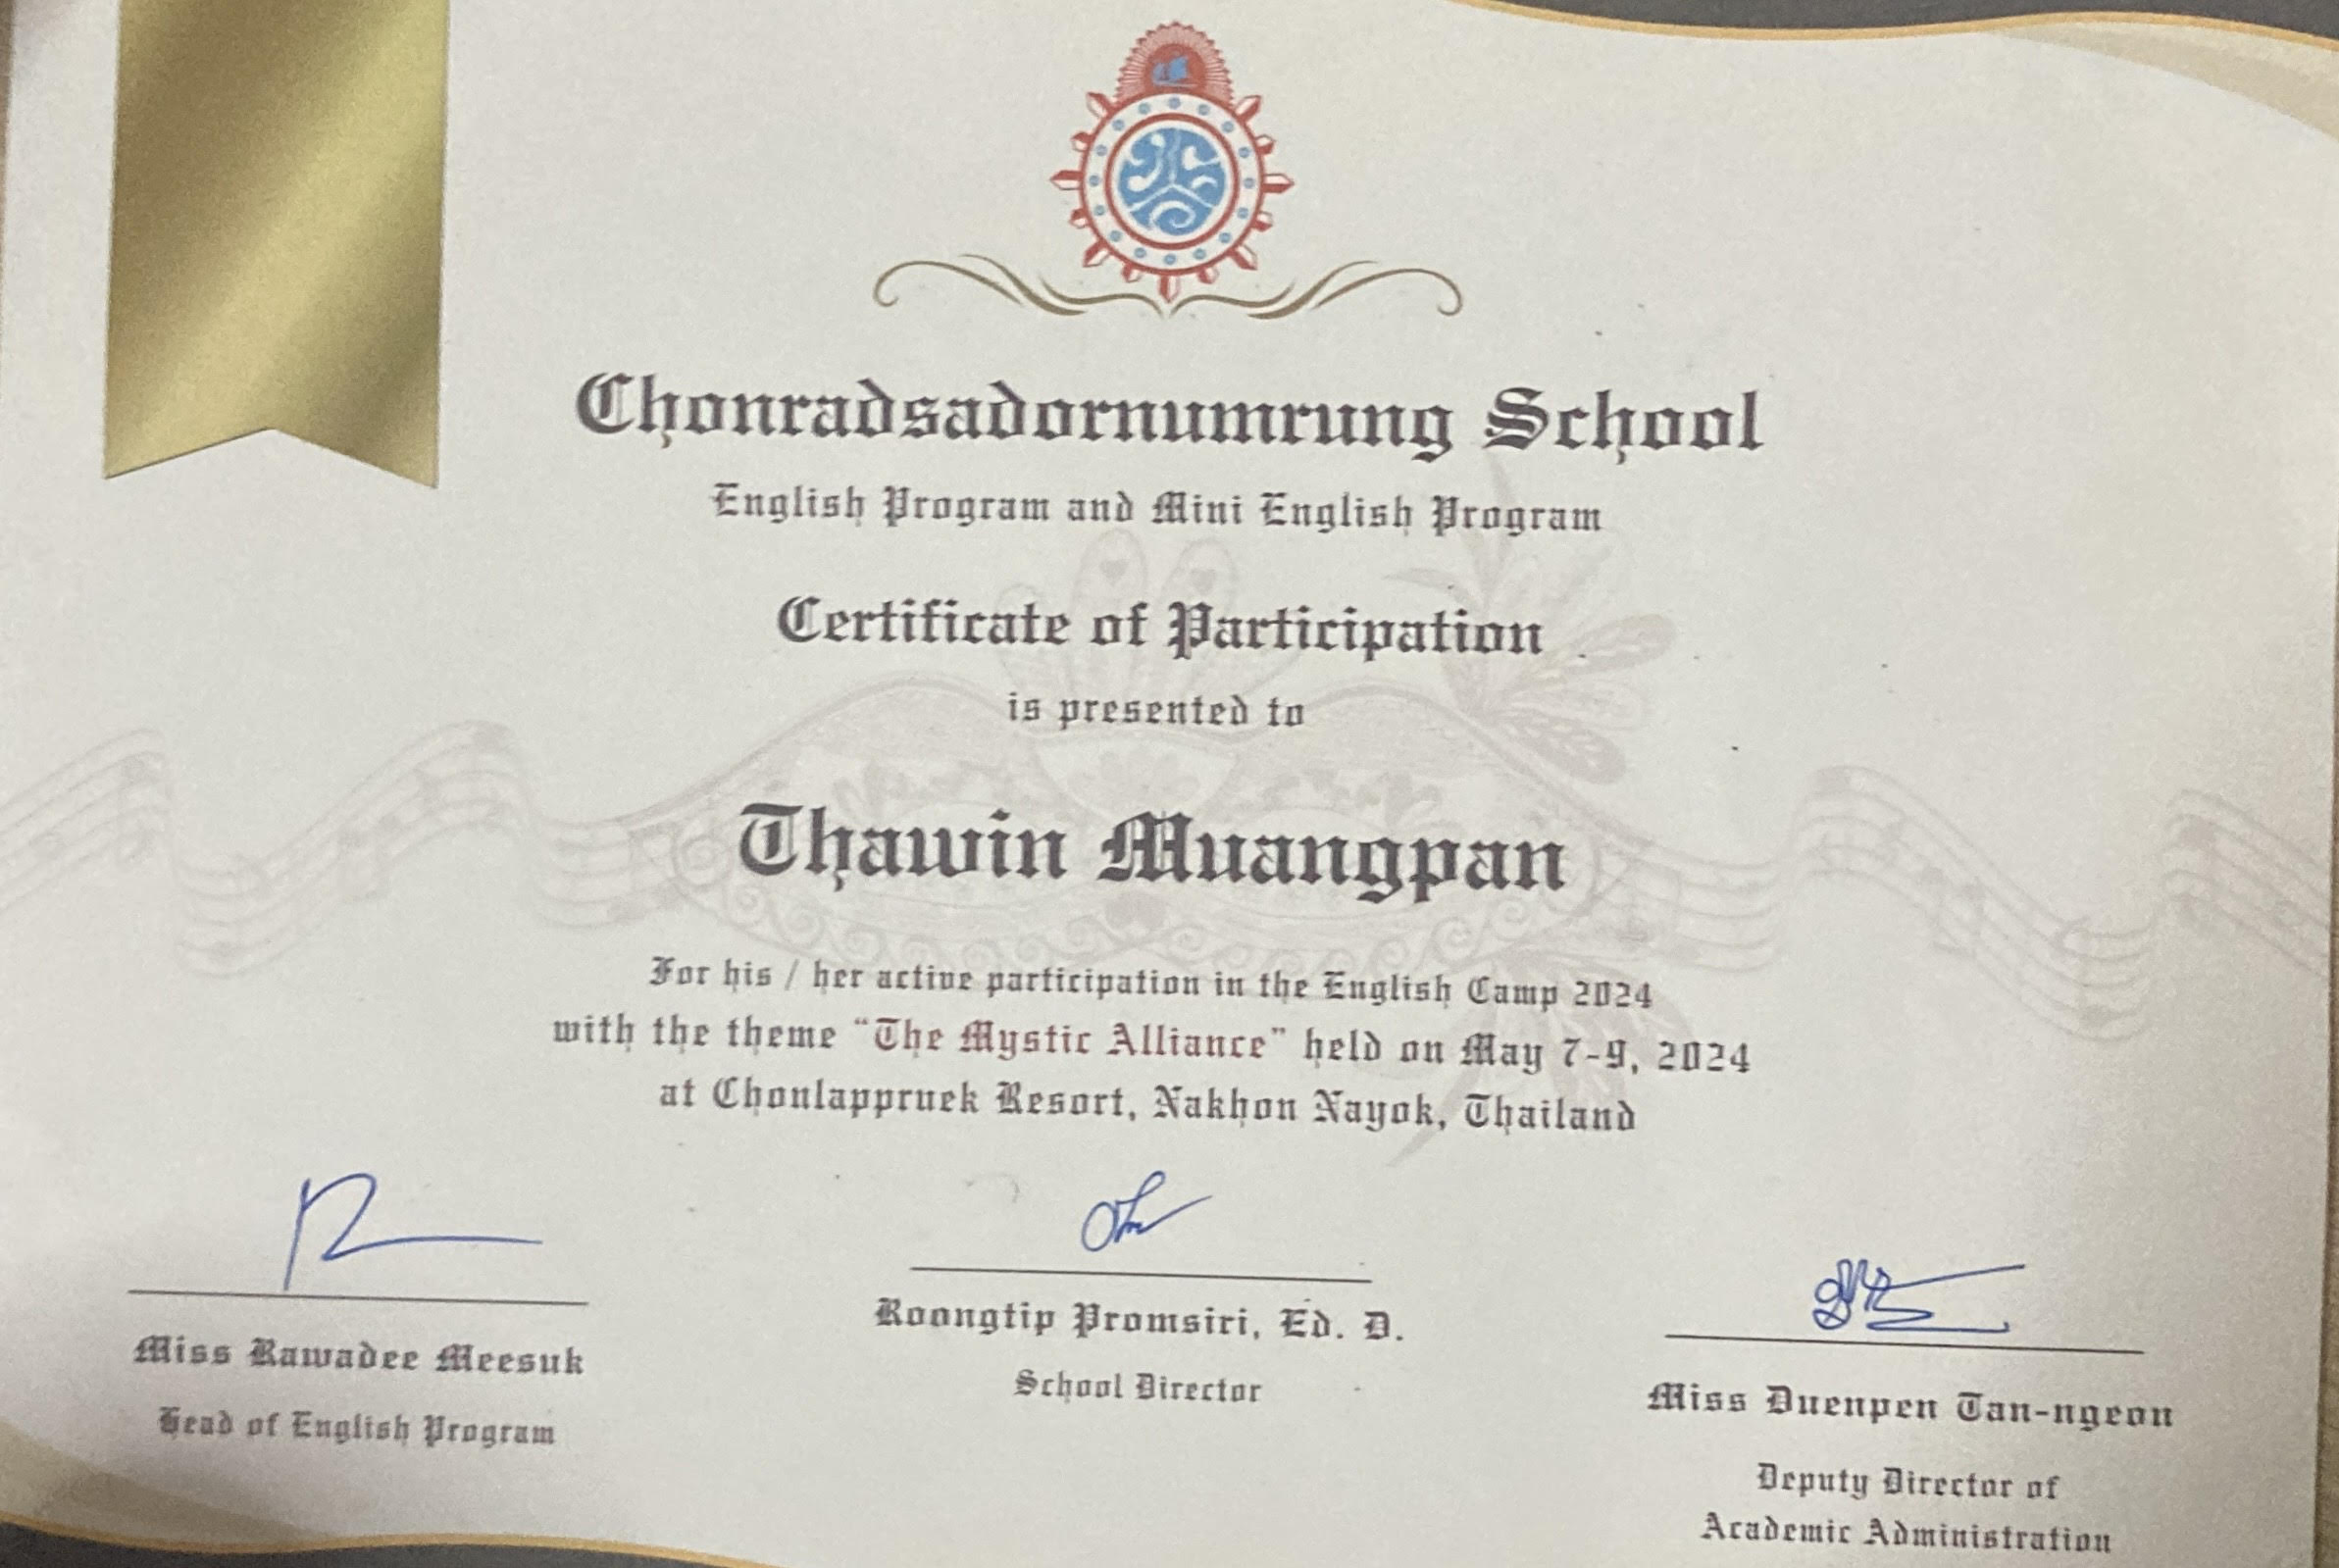 Chonradsadornumrung School
English Program and Mini English Program
Certificate of Participation
is presented to
Thawin Muangpan
For his / her active participation in the English Camp 2024
with the theme “The Mystic Alliance” held on May 7-9, 2024
at Chonlappruek Resort, Nakhon Nayok, Thailand
Miss Rawadee Meesuk
Head of English Program
Roongtip Promsiri, Ed. D.
School Director
Miss Duenpen Tan-ngeon
Deputy Director of
Academic Administration